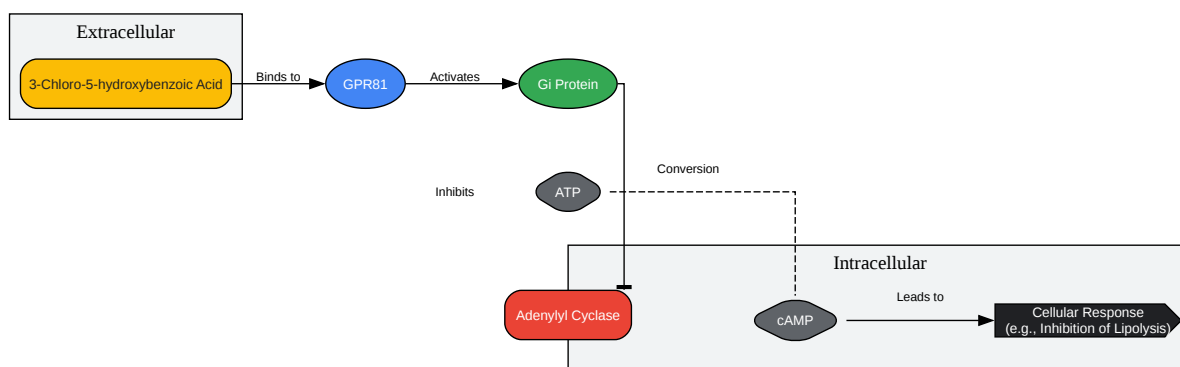 Extracellular
3-Chloro-5-hydroxybenzoic Acid
Binds to
GPR81
Activates
Gi Protein
Inhibits
ATP
Conversion
Intracellular
Adenylyl Cyclase
cAMP
Leads to
Cellular Response
(e.g., Inhibition of Lipolysis)